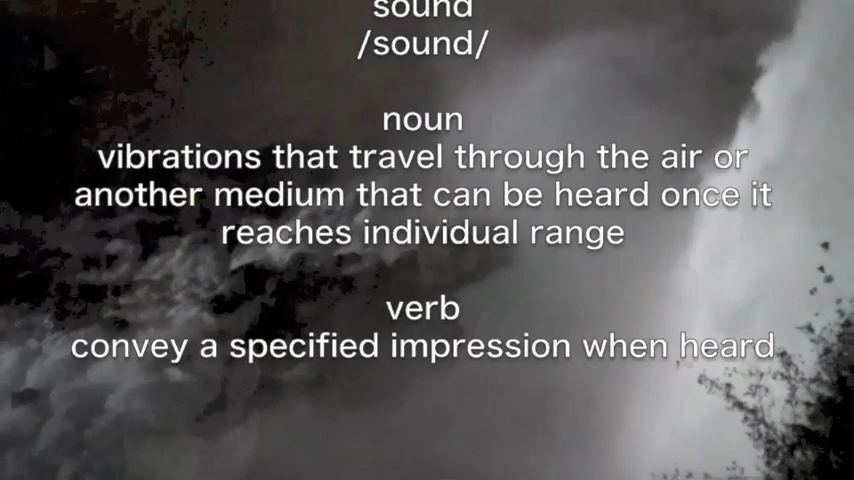 sound
/sound/
noun
vibrations that travel through the air or
another medium that can be heard once it
reaches individual range
verb
convey a specified impression when heard